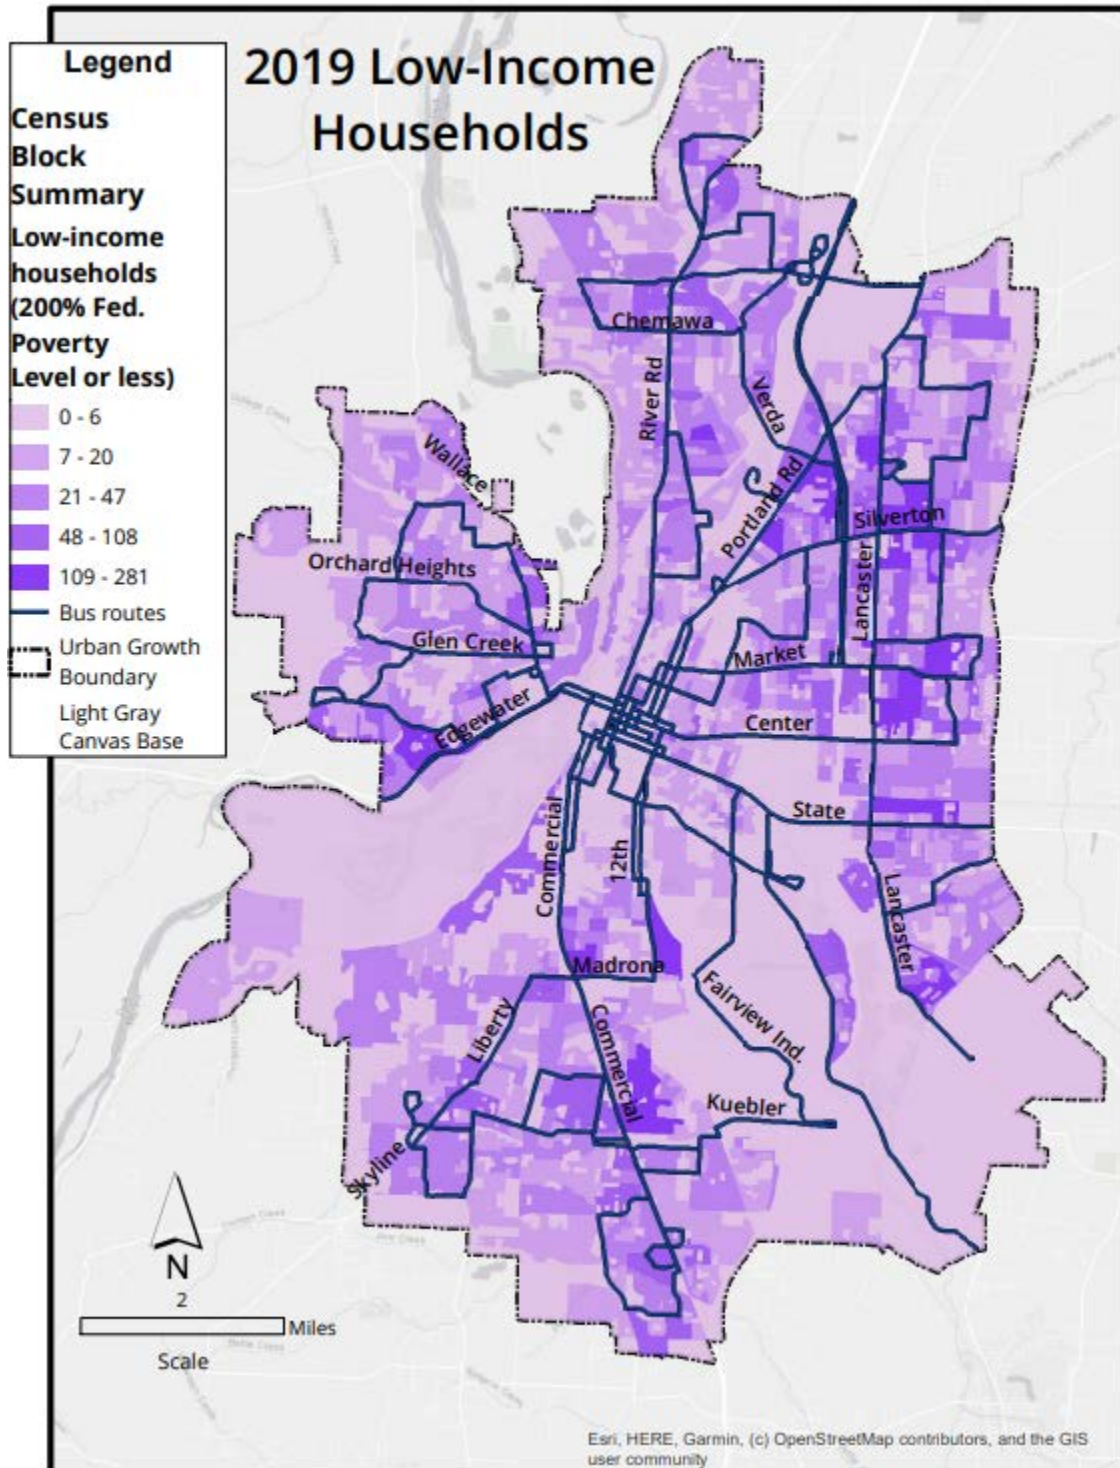 Legend
Census
Block
Summary
Low-income
households
(200% Fed.
Poverty
Level or less)
0 - 6
7 - 20
21 - 47
48 - 108
109 - 281
Bus routes
Urban Growth
Boundary
Light Gray
Canvas Base
2019 Low-Income
Households
Chemawa
River Rd
Verda
Wallace
Portland Rd
Silverton
Orchard Heights
Lancaster
Glen Creek
Market
Edgewater
Center
State
Commercial
12th
Lancaster
Madrona
Fairview Ind.
Liberty
Commercial
Kuebler
Skyline
N
2
Miles
Scale
Esri, HERE, Garmin, (c) OpenStreetMap contributors, and the GIS
user community